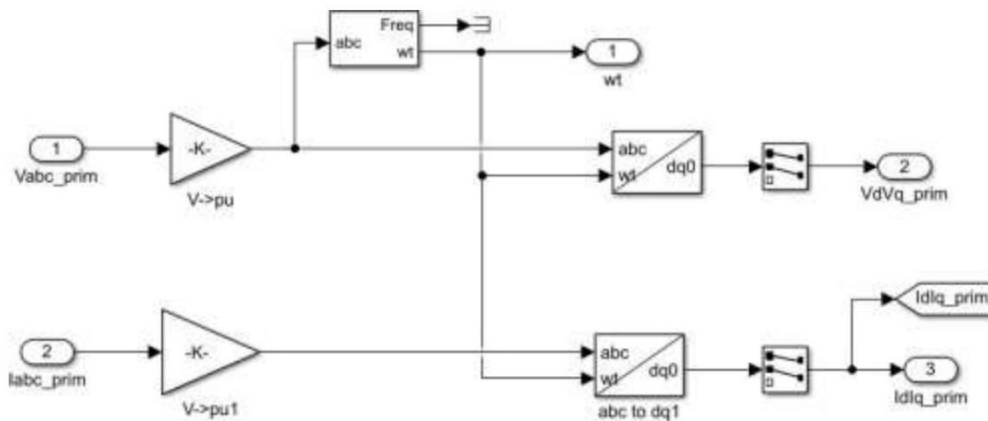 Freq
abc
wt
1
wt
1
-K-
abc
wt
dq0
2
Vabc_prim
V->pu
VdVq_prim
IdIq_prim
2
-K-
abc
wt
dq0
3
Iabc_prim
V->pu1
abc to dq1
IdIq_prim